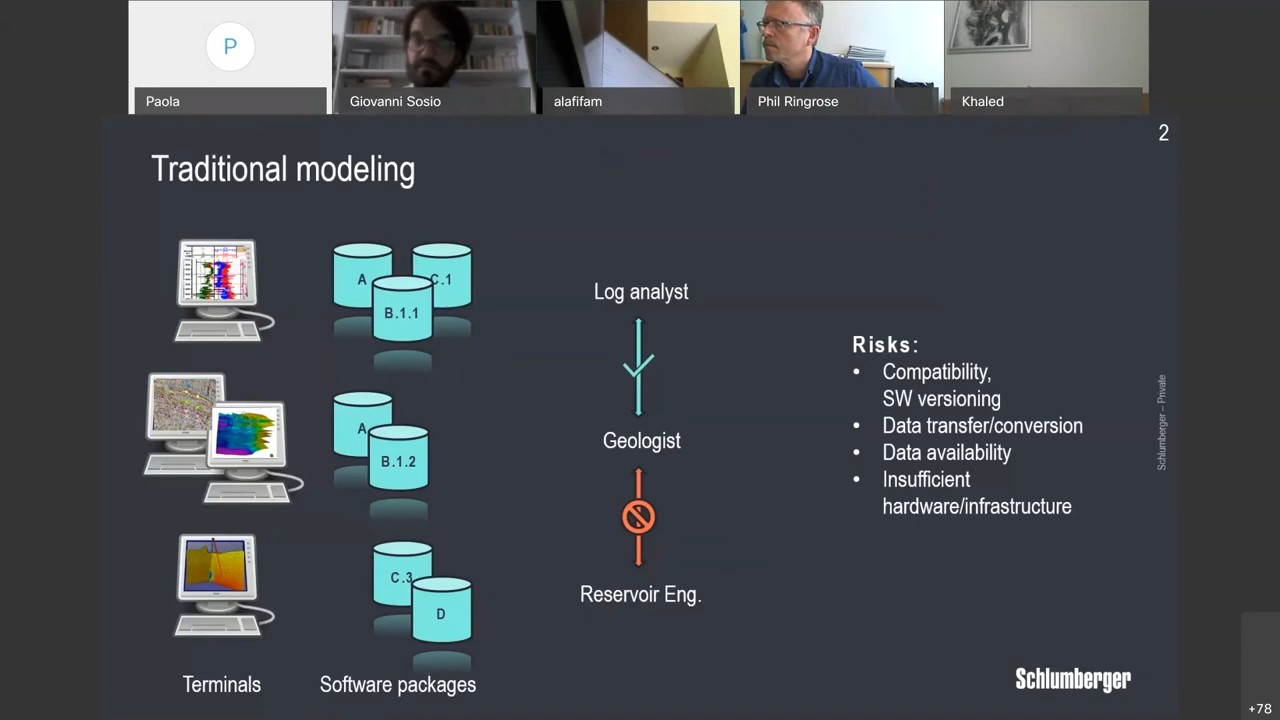 P
Paola
Giovanni Sosio
alafifam
Phil Ringrose
Khaled
2
Traditional modeling
A
C.1
B.1.1
Log analyst
Risks:
• Compatibility,
SW versioning
• Data transfer/conversion
• Data availability
• Insufficient
hardware/infrastructure
A
B.1.2
Geologist
C.3
D
Reservoir Eng.
Terminals
Software packages
Schlumberger – Private
Schlumberger
+78